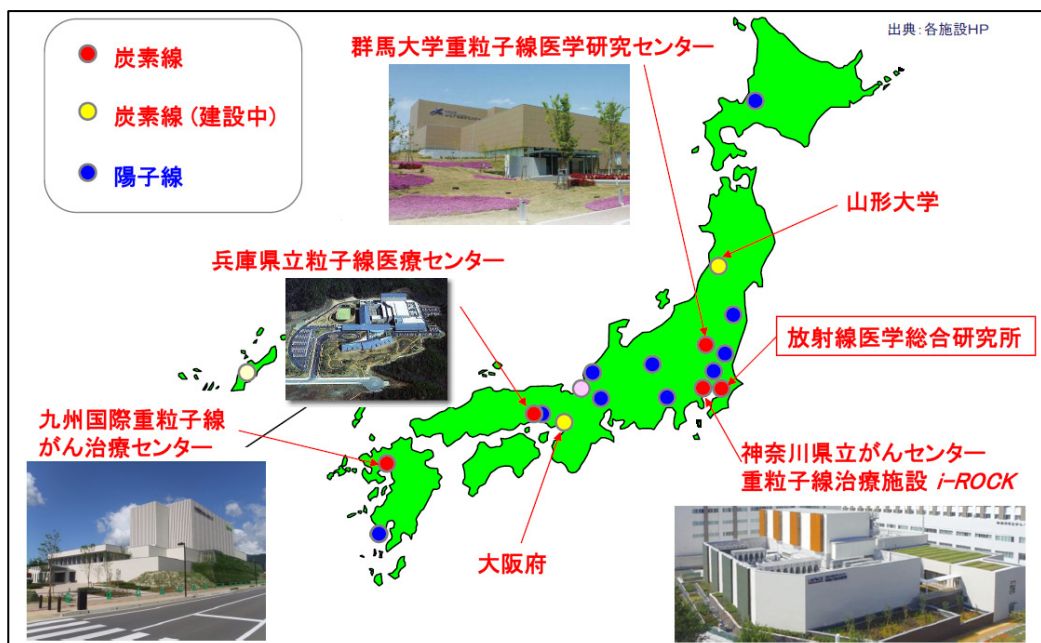 出典：各施設HP
炭素線
炭素線（建設中）
陽子線
群馬大学重粒子線医学研究センター
山形大学
兵庫県立粒子線医療センター
放射線医学総合研究所
九州国際重粒子線
がん治療センター
神奈川県立がんセンター
重粒子線治療施設 i-ROCK
大阪府